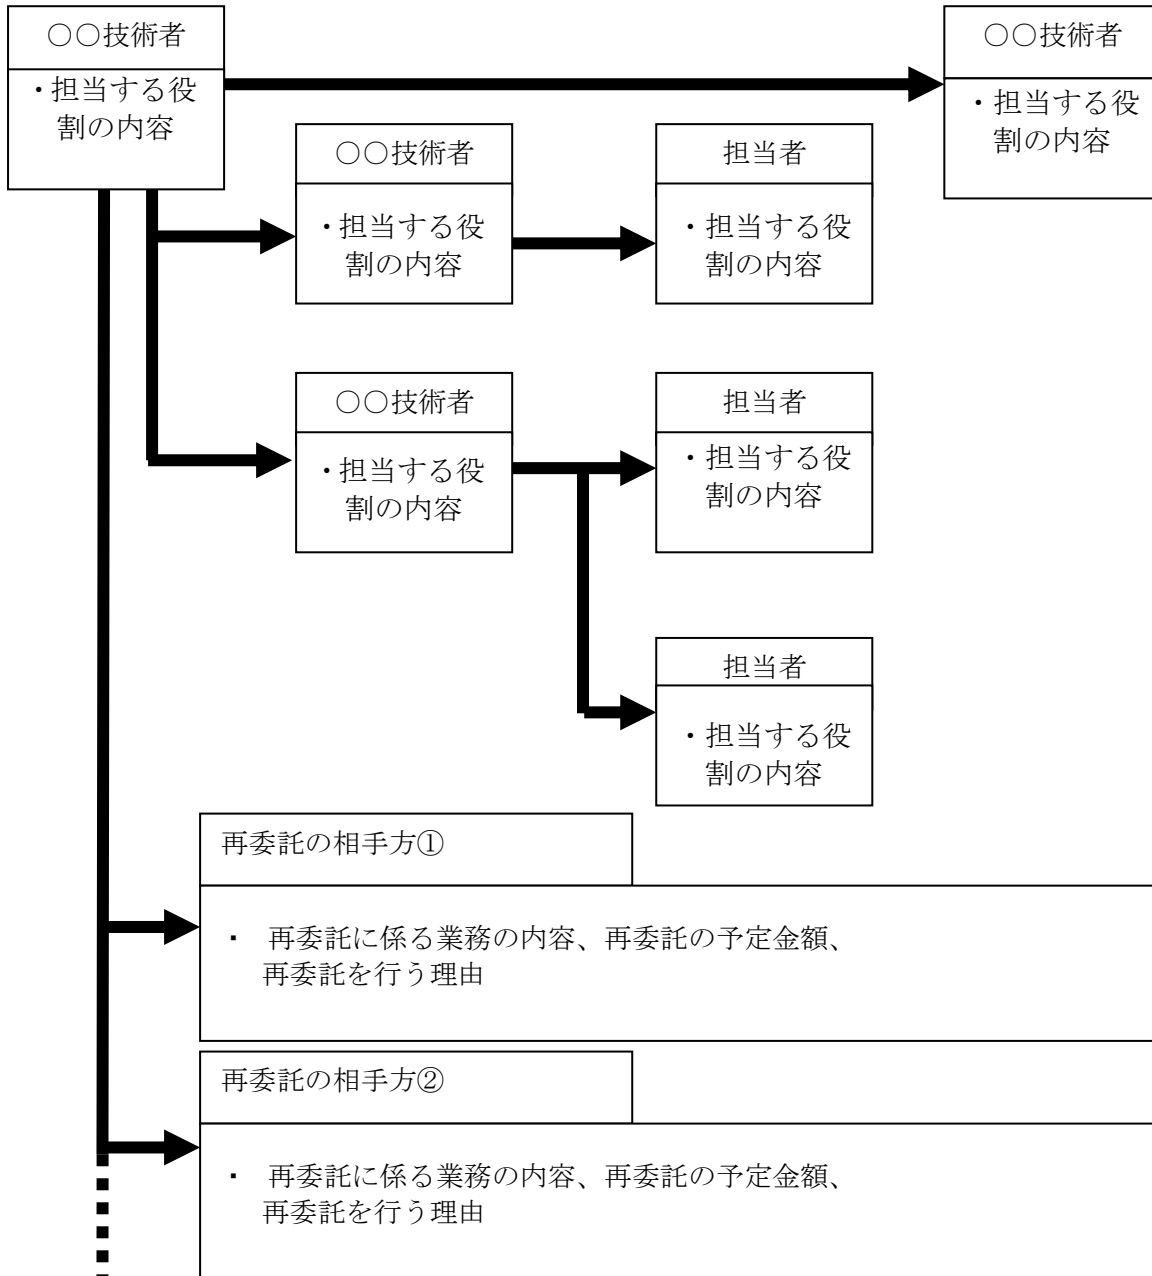 〇〇技術者
・担当する役
割の内容
〇〇技術者
・担当する役
割の内容
〇〇技術者
・担当する役
割の内容
担当者
・担当する役
割の内容
〇〇技術者
・担当する役
割の内容
担当者
・担当する役
割の内容
担当者
・担当する役
割の内容
再委託の相手方①
・ 再委託に係る業務の内容、再委託の予定金額、
再委託を行う理由
再委託の相手方②
・ 再委託に係る業務の内容、再委託の予定金額、
再委託を行う理由